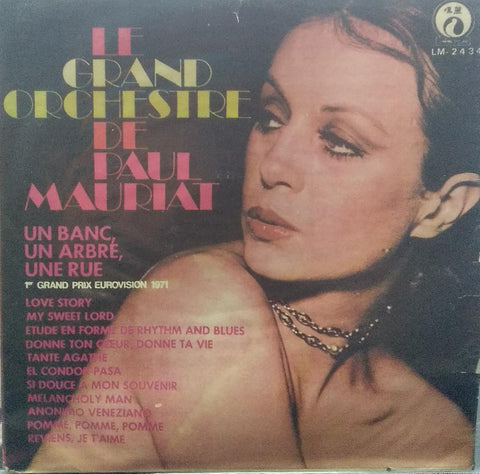 LM-2434
LE
GRAND
ORCHESTRE
DE
PAUL
MAURIAT
UN BANC,
UN ARBRÉ,
UNE RUE
1er GRAND PRIX EUROVISION 1971
LOVE STORY
MY SWEET LORD
ETUDE EN FORME DE RHYTHM AND BLUES
DONNE TON CŒUR, DONNE TA VIE
TANTE AGATHE
EL CONDOR PASA
SI DOUCE A MON SOUVENIR
MELANCHOLY MAN
ANONIMO VENEZIANO
POMME, POMME, POMME
REVIENS, JE T'AIME